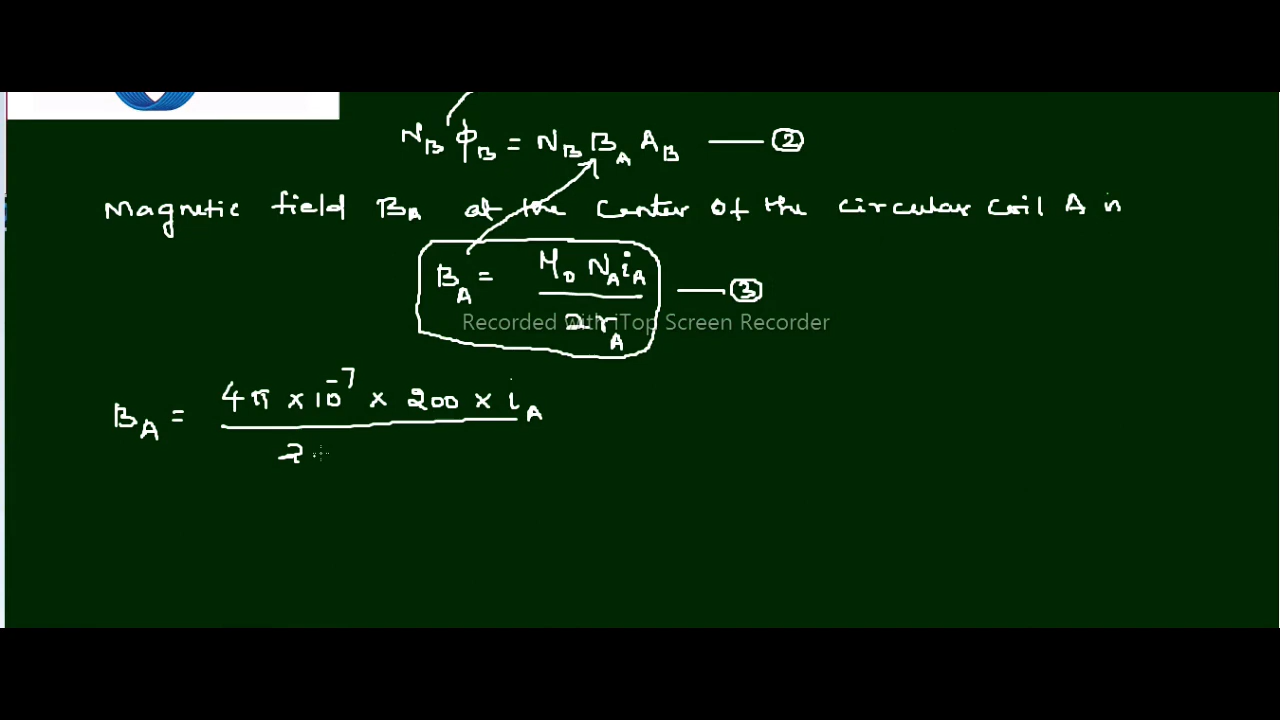 N_B ϕ_B = N_B B_A A_B —— ②
Magnetic field B_A at the center of the circular coil A is
B_A = μ₀ N_A i_A / 2r_A —— ③
Recorded with iTop Screen Recorder
B_A = 4π × 10⁻⁷ × 200 × i_A / 2